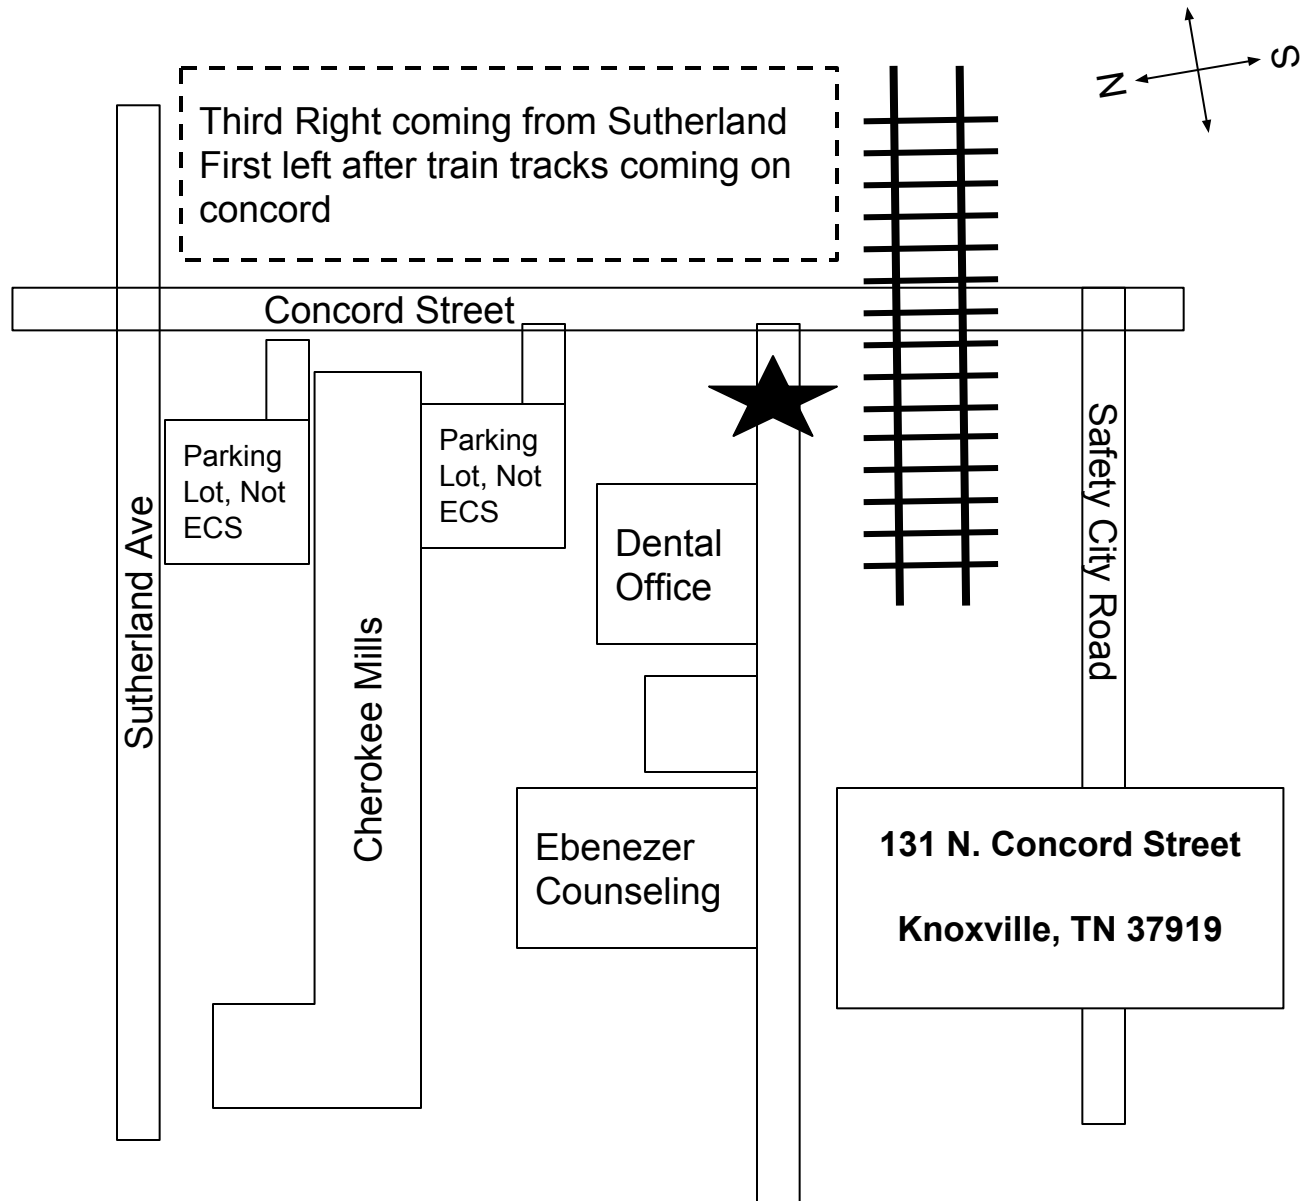 S
N
Third Right coming from Sutherland
First left after train tracks coming on
concord
Concord Street
Parking
Lot, Not
ECS
Parking
Lot, Not
ECS
Sutherland Ave
Cherokee Mills
Dental
Office
Safety City Road
Ebenezer
Counseling
131 N. Concord Street
Knoxville, TN 37919